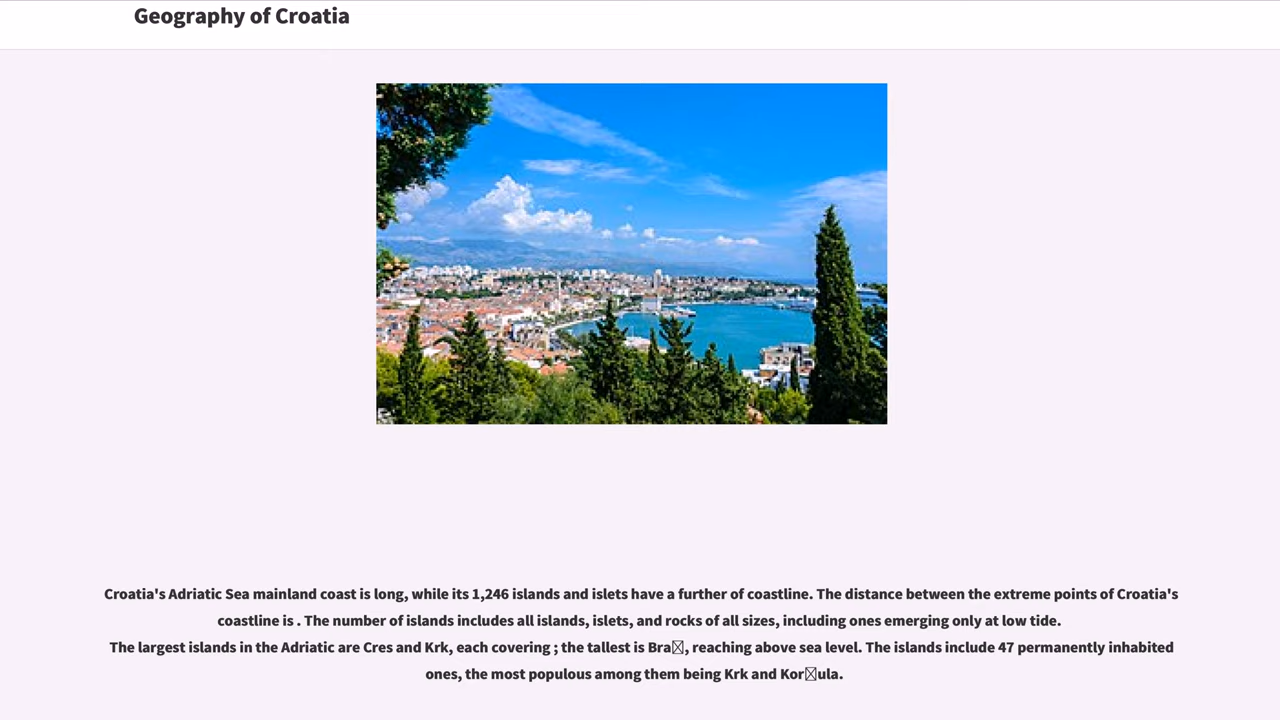 Geography of Croatia
Croatia's Adriatic Sea mainland coast is long, while its 1,246 islands and islets have a further of coastline. The distance between the extreme points of Croatia's
coastline is . The number of islands includes all islands, islets, and rocks of all sizes, including ones emerging only at low tide.
The largest islands in the Adriatic are Cres and Krk, each covering ; the tallest is Bra☒, reaching above sea level. The islands include 47 permanently inhabited
ones, the most populous among them being Krk and Kor☒ula.